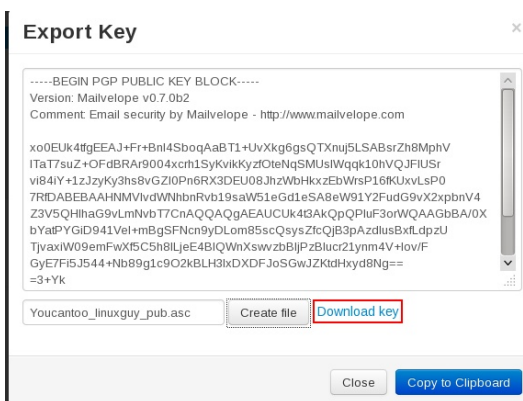 Export Key
×
-----BEGIN PGP PUBLIC KEY BLOCK-----
Version: Mailvelope v0.7.0b2
Comment: Email security by Mailvelope - http://www.mailvelope.com
xo0EUk4tfgEEAJ+Fr+Bnl4SboqAaBT1+UvXkg6gsQTXnuj5LSABsrZh8MphV
ITaT7suZ+OFdBRAr9004xcrh1SyKvikKyzfOteNqSMUslWqqk10hVQJFlUSr
vi84iY+1zJzyKy3hs8vGZI0Pn6RX3DEU08JhzWbHkxzEbWrsP16fKUxvLsP0
7RfDABEBAAHNMVlvdWNhbnRvb19saW51eGd1eSA8eW91Y2FudG9vX2xpbnV4
Z3V5QHlhaG9vLmNvbT7CnAQQAQgAEAUCUk4t3AkQpQPluF3orWQAAGbBA/0X
bYatPYGiD941VeI+mBgSFNcn9yDLom85scQsysZfcQjB3pAzdlusBxfLdpzU
TjvaxiW09emFwXf5C5h8lLjeE4BlQWnXswvzbBljPzBlucr21ynm4V+lov/F
GyE7Fi5J544+Nb89g1c9O2kBLH3lxDXDFJoSGwJZKtdHxyd8Ng==
=3+Yk
Youcantoo_linuxguy_pub.asc
Create file
Download key
Close
Copy to Clipboard